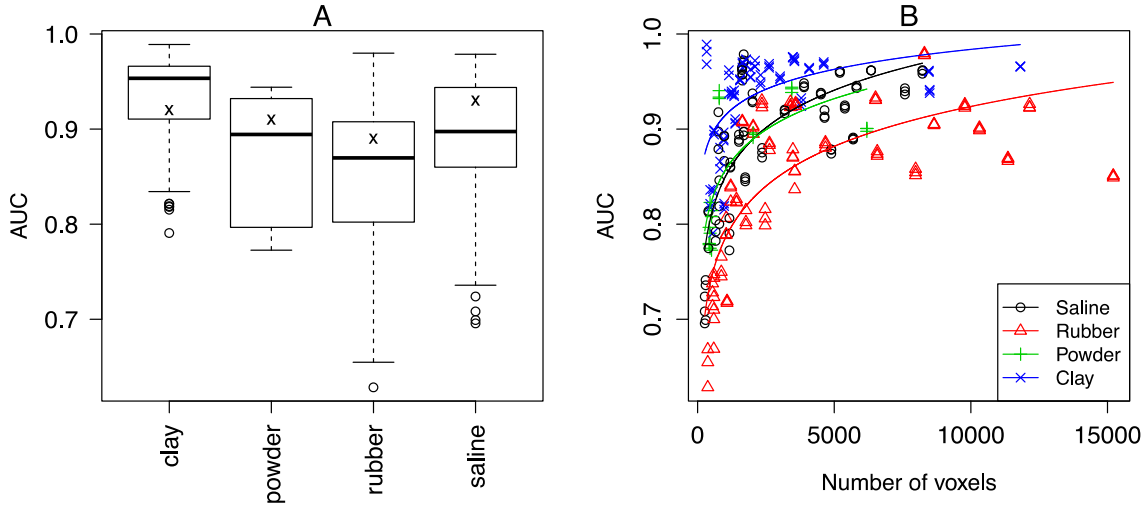 A
AUC
1.0
0.9
0.8
0.7
x
x
x
x
clay
powder
rubber
saline
B
AUC
1.0
0.9
0.8
0.7
0
5000
10000
15000
Number of voxels
Saline
Rubber
Powder
Clay